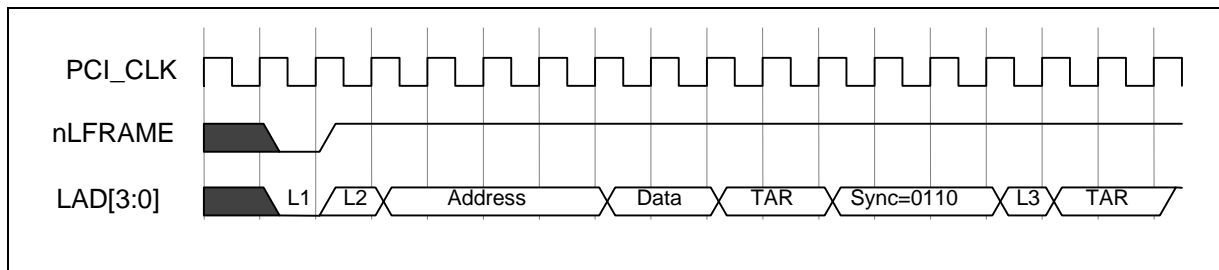 PCI_CLK
nLFRAME
LAD[3:0] L1 L2 Address Data TAR Sync=0110 L3 TAR